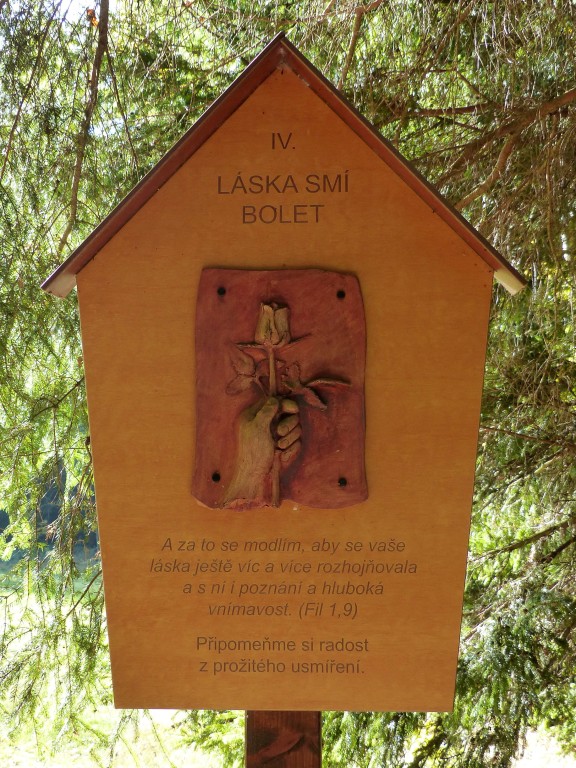 IV.
LÁSKA SMÍ
BOLET
A za to se modlím, aby se vaše
láska ještě víc a více rozhojňovala
a s ní i poznání a hluboká
vnímavost. (Fil 1,9)
Připomeňme si radost
z prožitého usmíření.